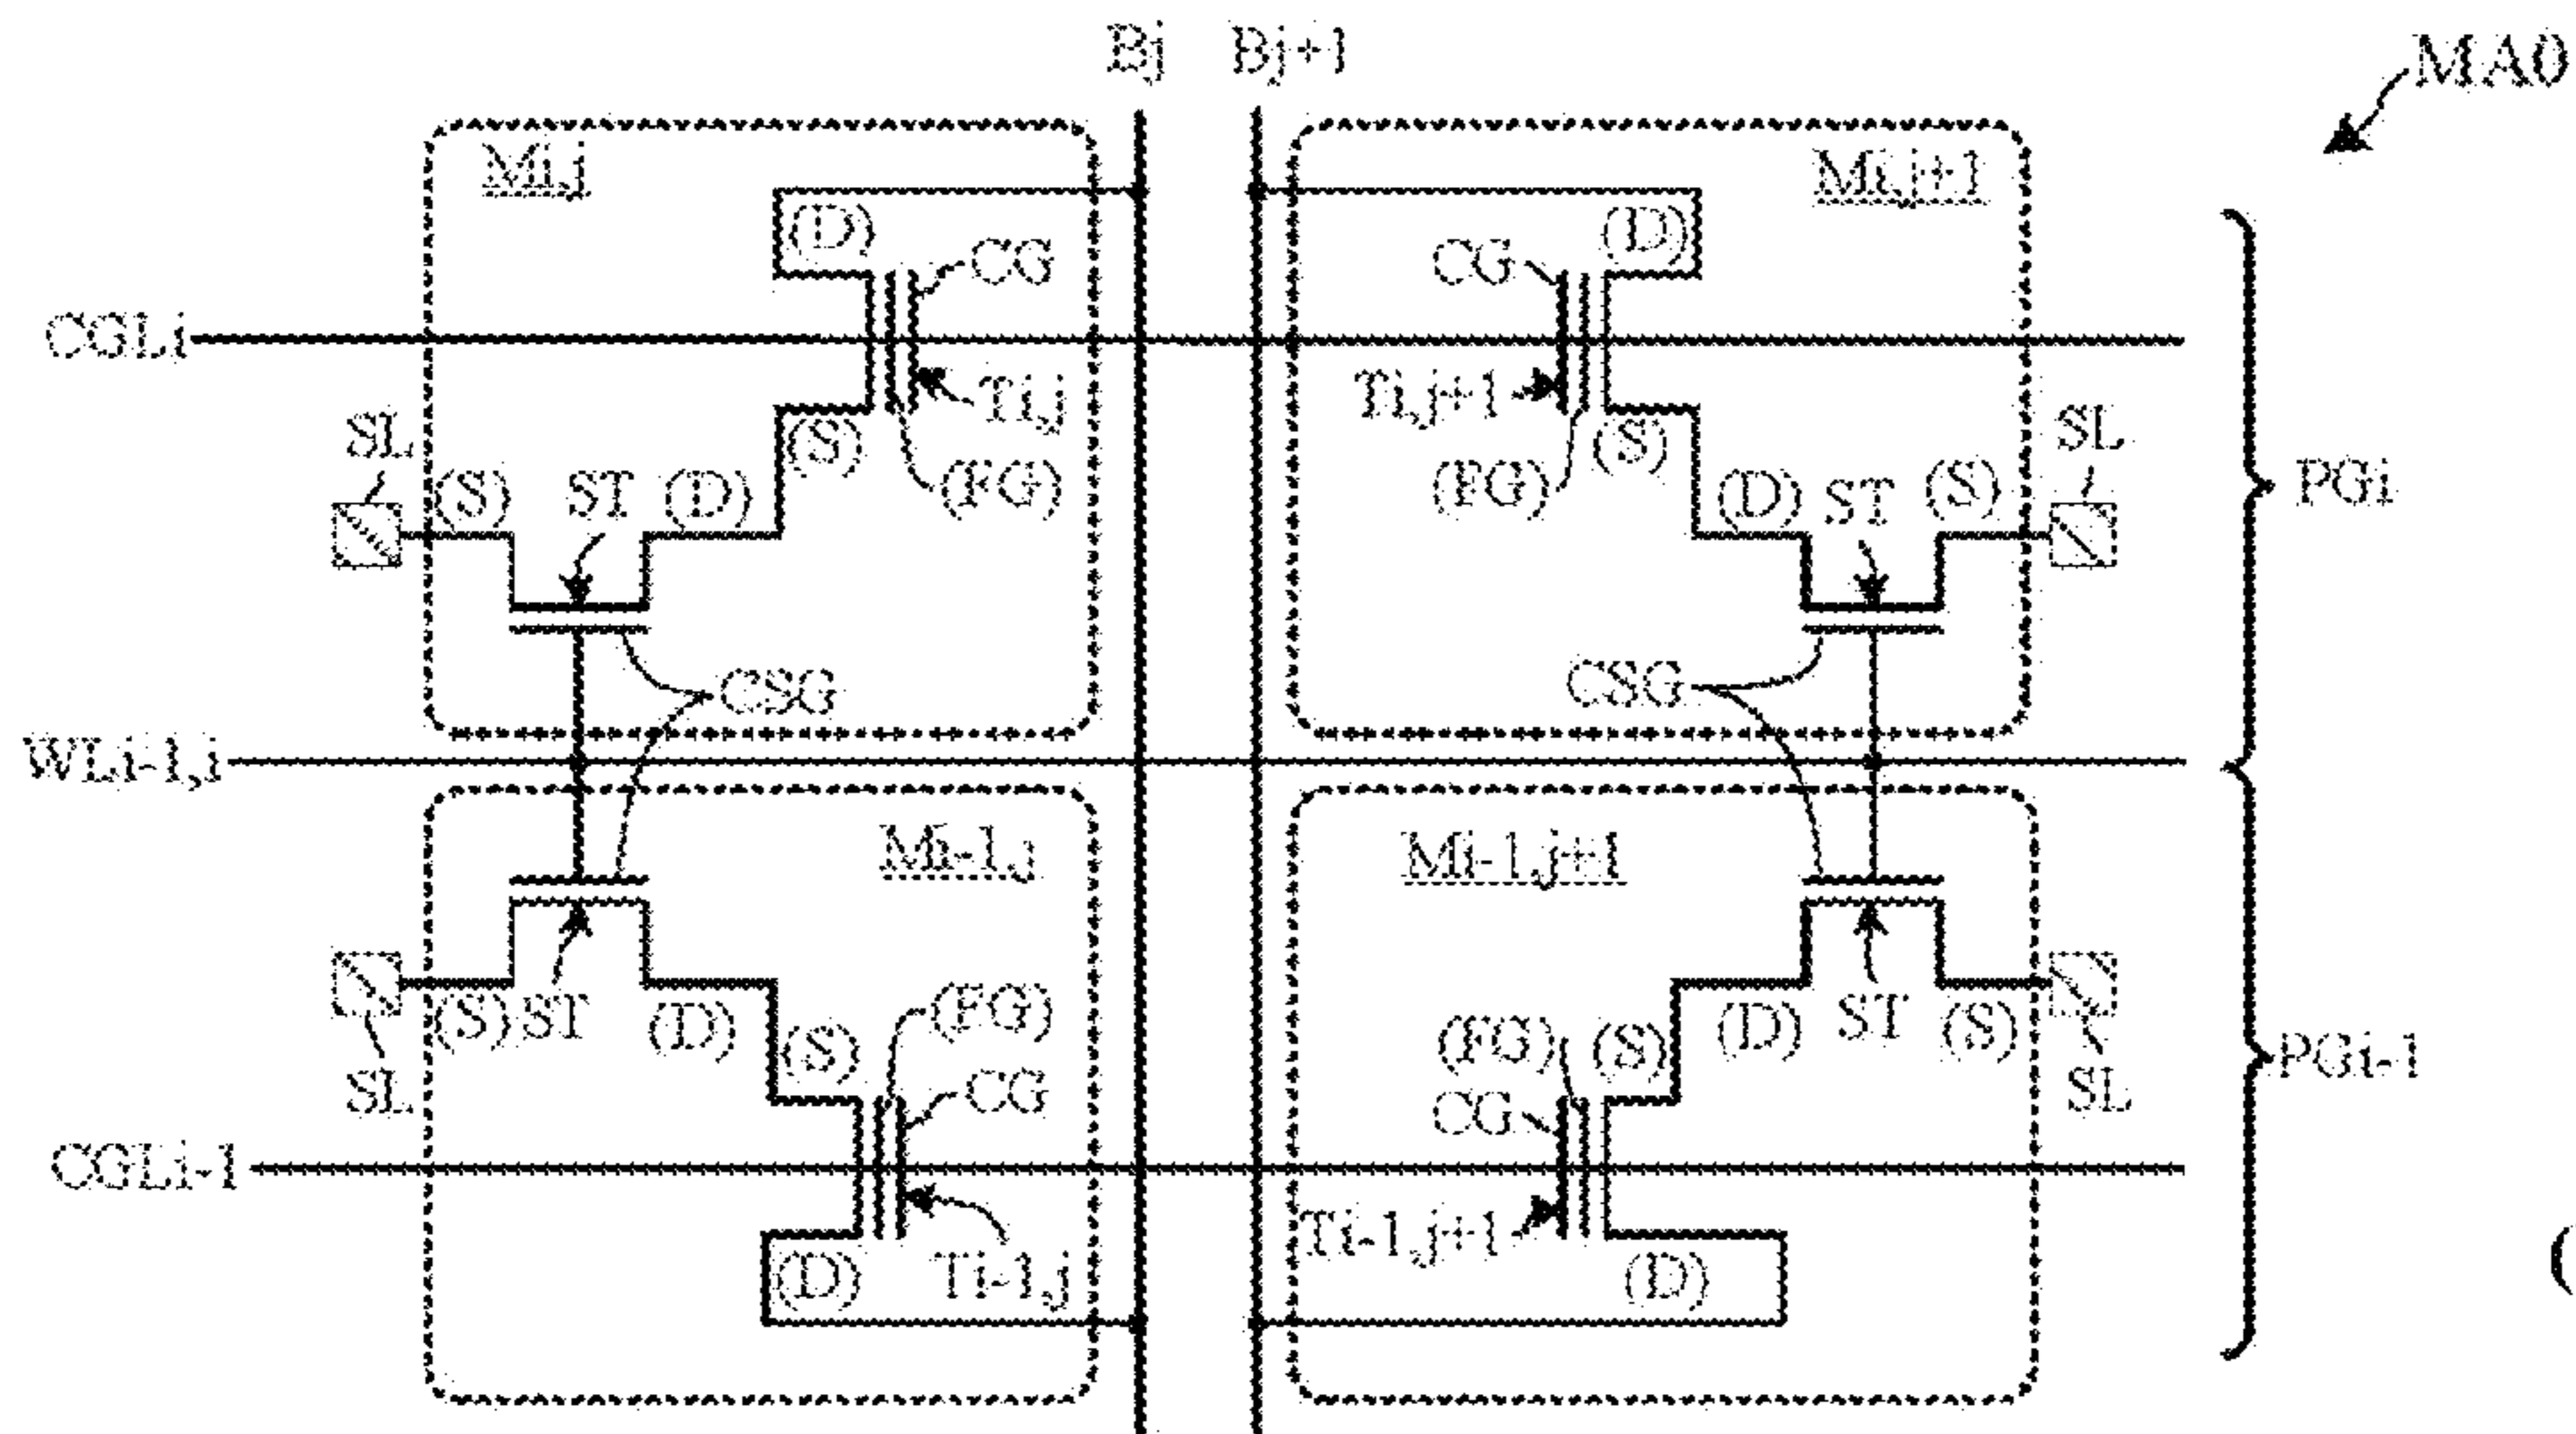 Bj Bj+1
MA0
Mi,j
Mi,j+1
(D)
CG
CG
(D)
CGLi
Ti,j
Ti,j+1
SL
(S)
ST
(D)
(S)
(FG)
(FG)
(S)
(D)
ST
(S)
SL
PGi
CSG
CSG
WLi-1,i
Mi-1,j
Mi-1,j+1
(S)
ST
(D)
(S)
(FG)
(FG)
(S)
(D)
ST
(S)
SL
CG
CG
SL
PGi-1
CGLi-1
Ti-1,j
Ti-1,j+1
(D)
(D)
(